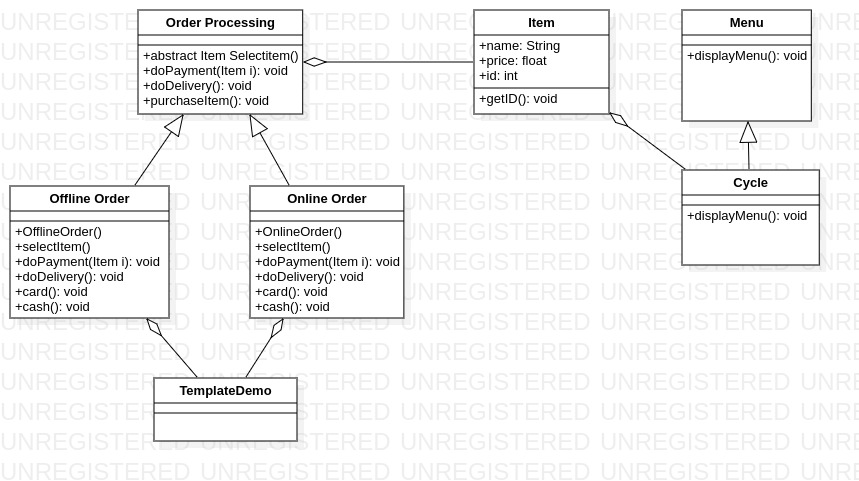 Order Processing
+abstract Item Selectitem()
+doPayment(Item i): void
+doDelivery(): void
+purchaseItem(): void
Item
+name: String
+price: float
+id: int
+getID(): void
Menu
+displayMenu(): void
Cycle
+displayMenu(): void
Offline Order
+OfflineOrder()
+selectItem()
+doPayment(Item i): void
+doDelivery(): void
+card(): void
+cash(): void
Online Order
+OnlineOrder()
+selectItem()
+doPayment(Item i): void
+doDelivery(): void
+card(): void
+cash(): void
TemplateDemo
UNREGISTERED